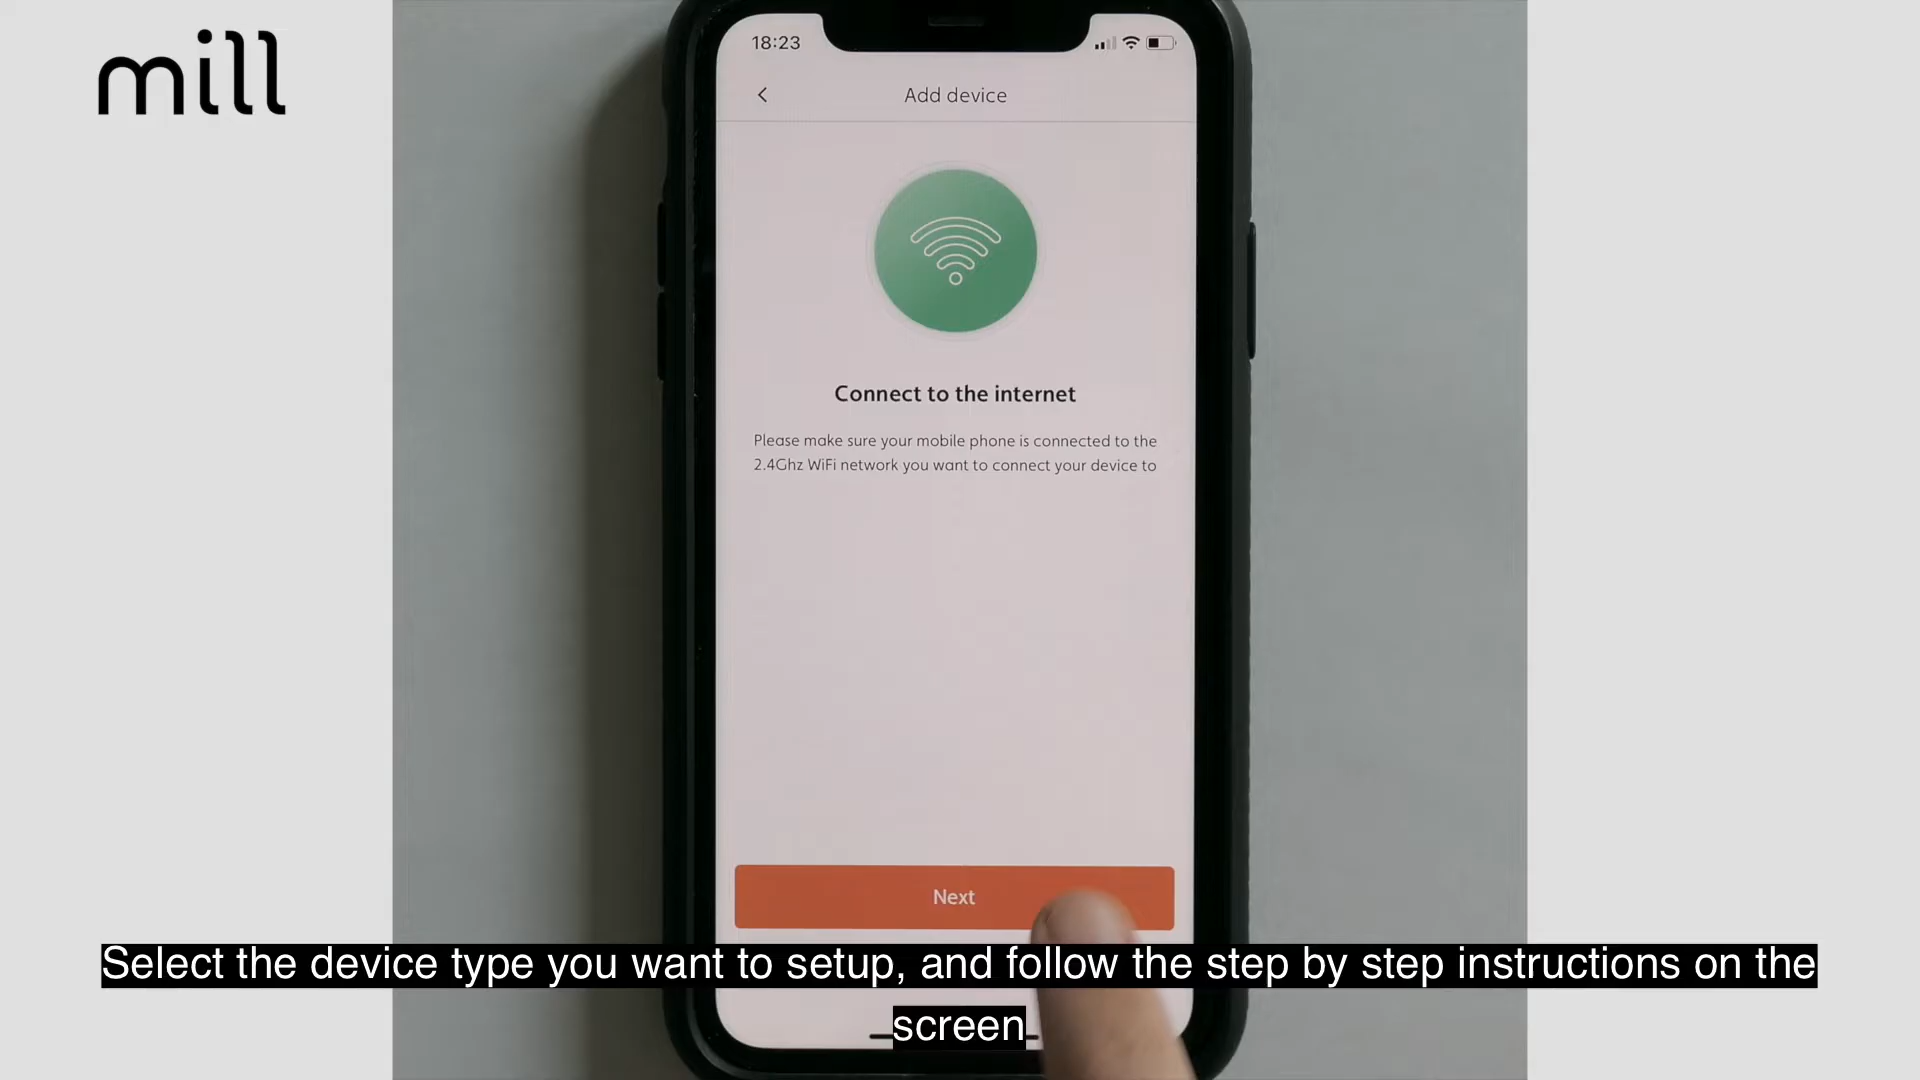 mill
18:23
Add device
Connect to the internet
Please make sure your mobile phone is connected to the
2.4Ghz WiFi network you want to connect your device to
Next
Select the device type you want to setup, and follow the step by step instructions on the
screen